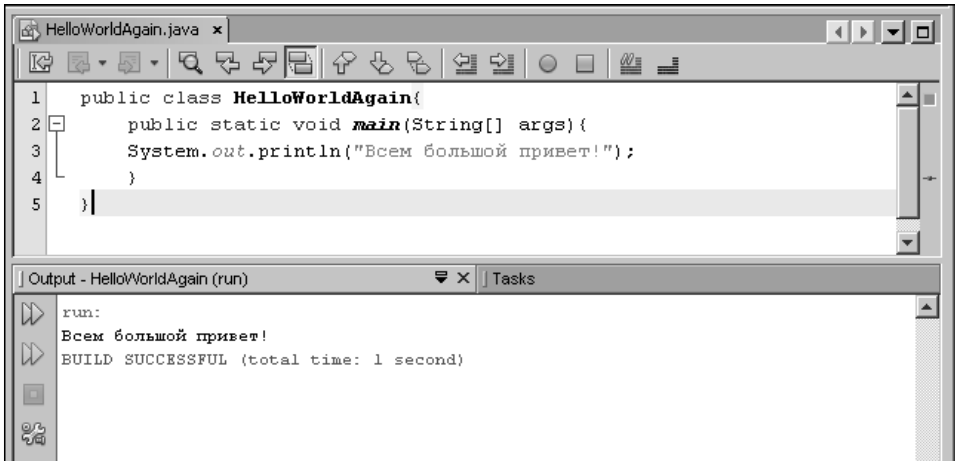 HelloWorldAgain.java x
1 public class HelloWorldAgain{
2 public static void main(String[] args){
3 System.out.println("Всем большой привет!");
4 }
5 }
Output - HelloWorldAgain (run)
Tasks
run:
Всем большой привет!
BUILD SUCCESSFUL (total time: 1 second)